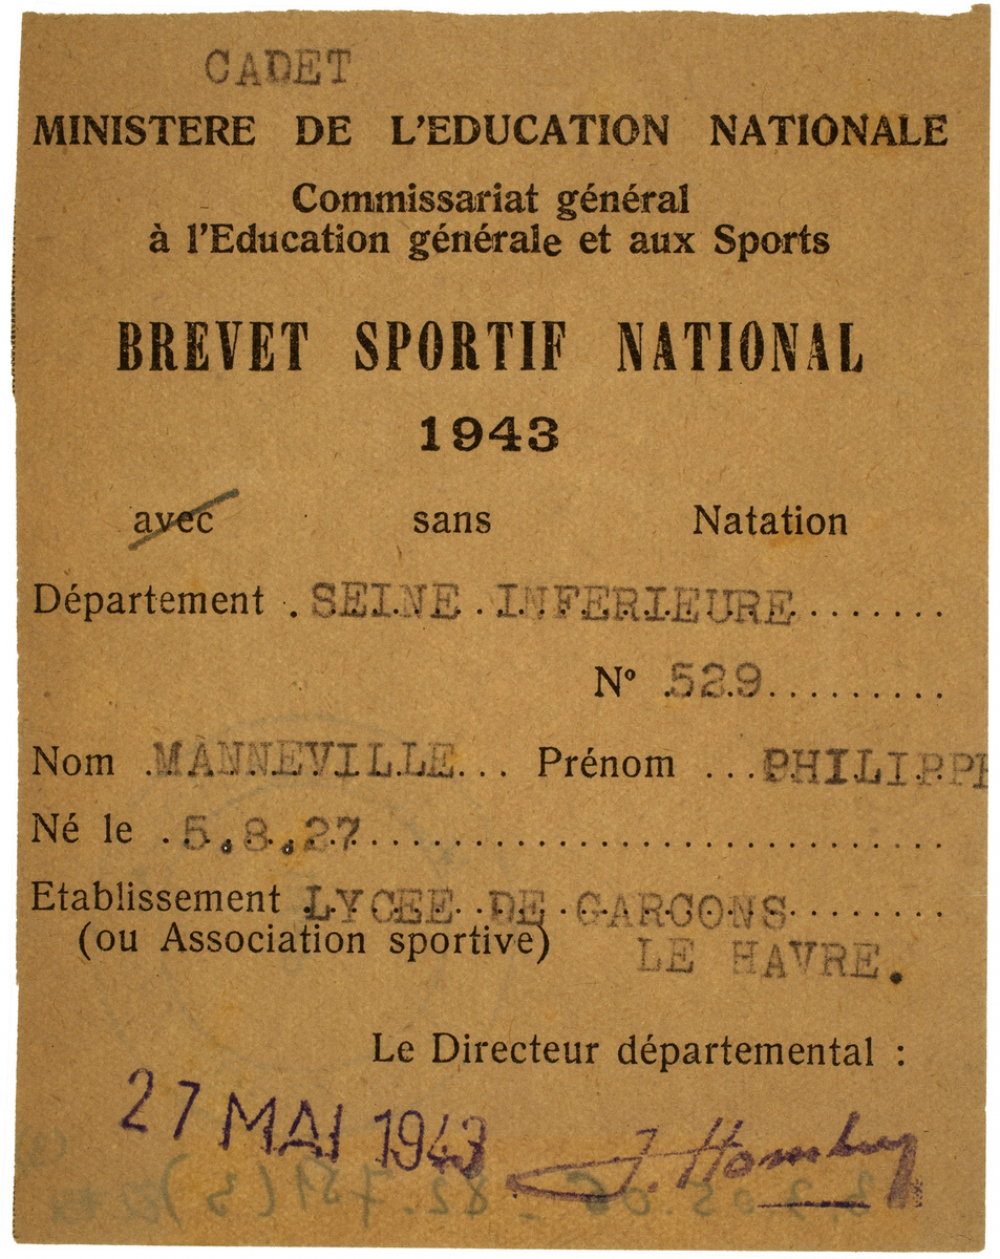 CADET
MINISTERE DE L'EDUCATION NATIONALE
Commissariat général
à l'Education générale et aux Sports
BREVET SPORTIF NATIONAL
1943
avec sans Natation
Département . SEINE INFERIEURE .......
N° 529.........
Nom .MANNEVILLE... Prénom ...PHILIPPE
Né le .5.8.27..............................
Etablissement LYCEE DE GARCONS........
(ou Association sportive) LE HAVRE.
Le Directeur départemental :
27 MAI 1943